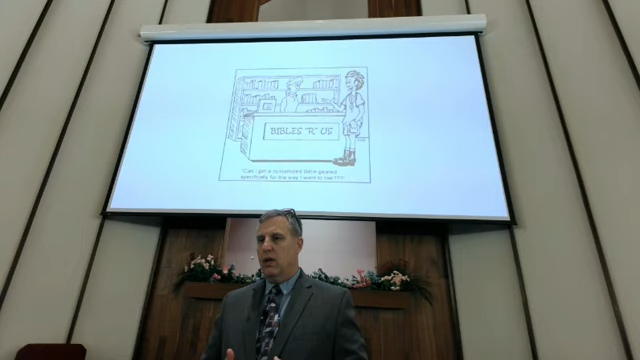 BIBLES "R" US
"Can I get a customized Bible geared
specifically for the way I want to live???"